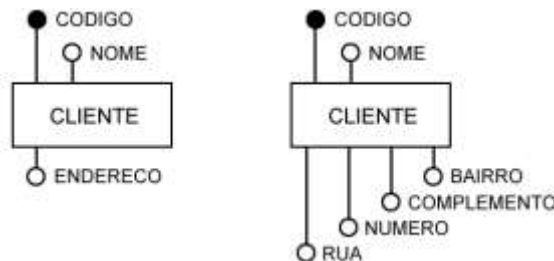 CODIGO
NOME
CLIENTE
ENDERECO
CODIGO
NOME
CLIENTE
BAIRRO
COMPLEMENTO
NUMERO
RUA